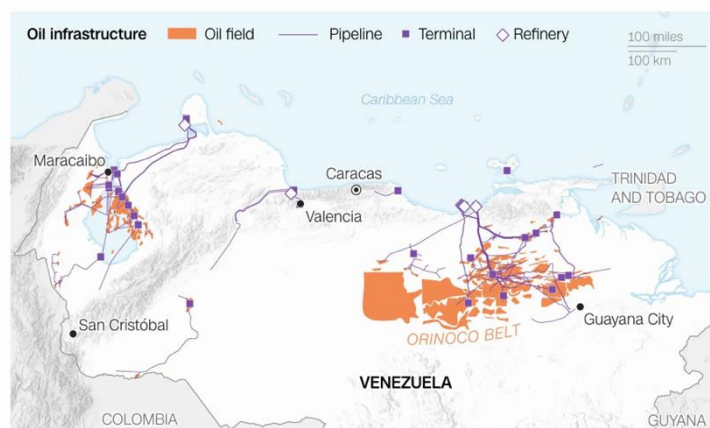 Oil infrastructure Oil field Pipeline Terminal Refinery
100 miles
100 km
Caribbean Sea
Maracaibo
Caracas
TRINIDAD
AND TOBAGO
Valencia
San Cristóbal
Guayana City
ORINOCO BELT
VENEZUELA
COLOMBIA
GUYANA